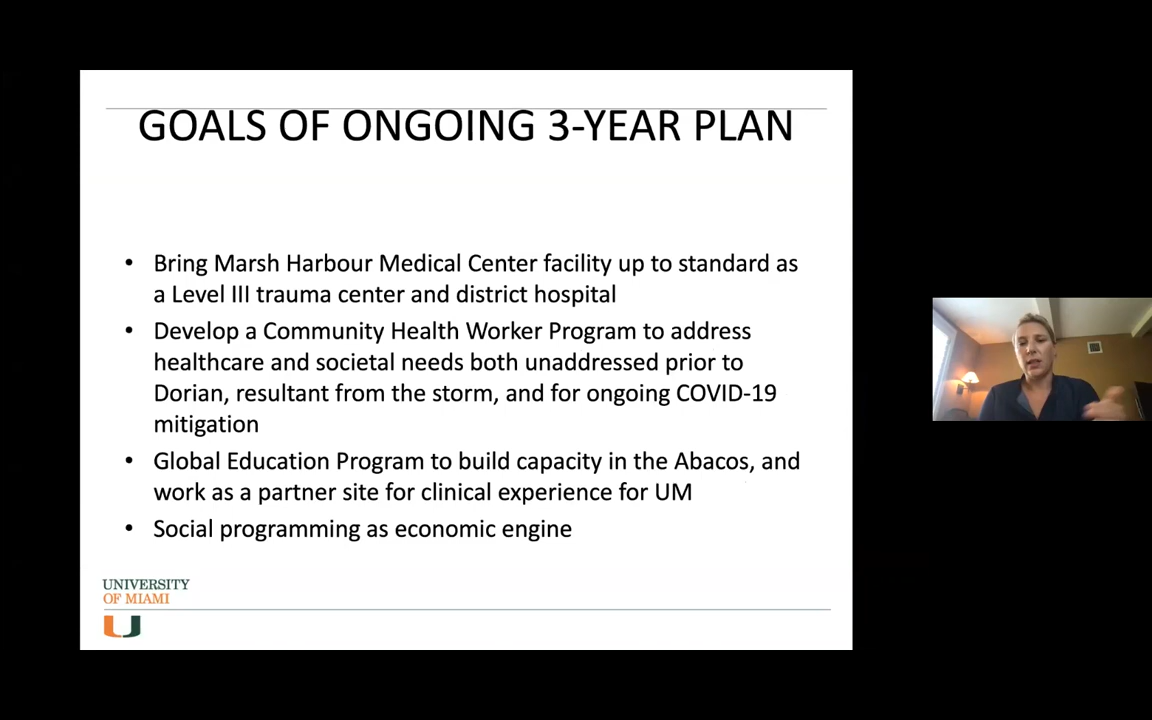 GOALS OF ONGOING 3-YEAR PLAN
• Bring Marsh Harbour Medical Center facility up to standard as
a Level III trauma center and district hospital
• Develop a Community Health Worker Program to address
healthcare and societal needs both unaddressed prior to
Dorian, resultant from the storm, and for ongoing COVID-19
mitigation
• Global Education Program to build capacity in the Abacos, and
work as a partner site for clinical experience for UM
• Social programming as economic engine
UNIVERSITY
OF MIAMI